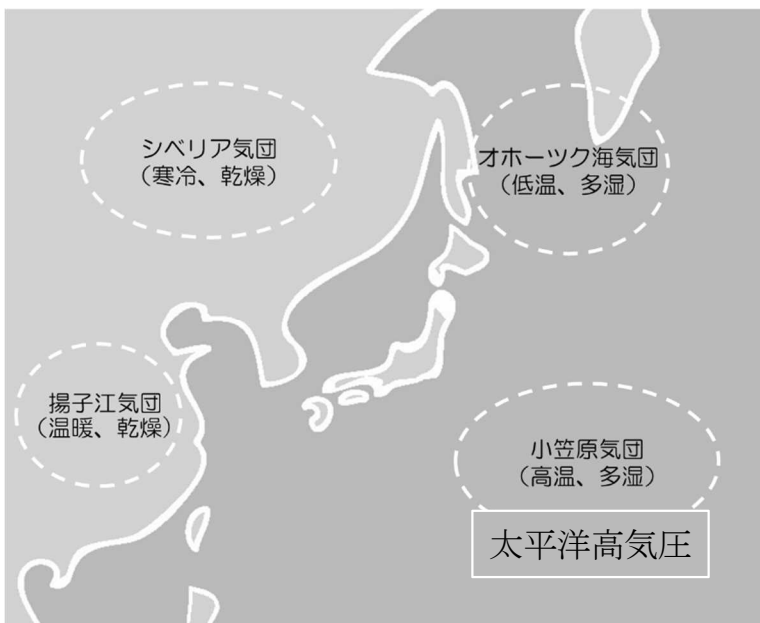 シベリア気団
（寒冷、乾燥）
オホーツク海気団
（低温、多湿）
揚子江気団
（温暖、乾燥）
小笠原気団
（高温、多湿）
太平洋高気圧